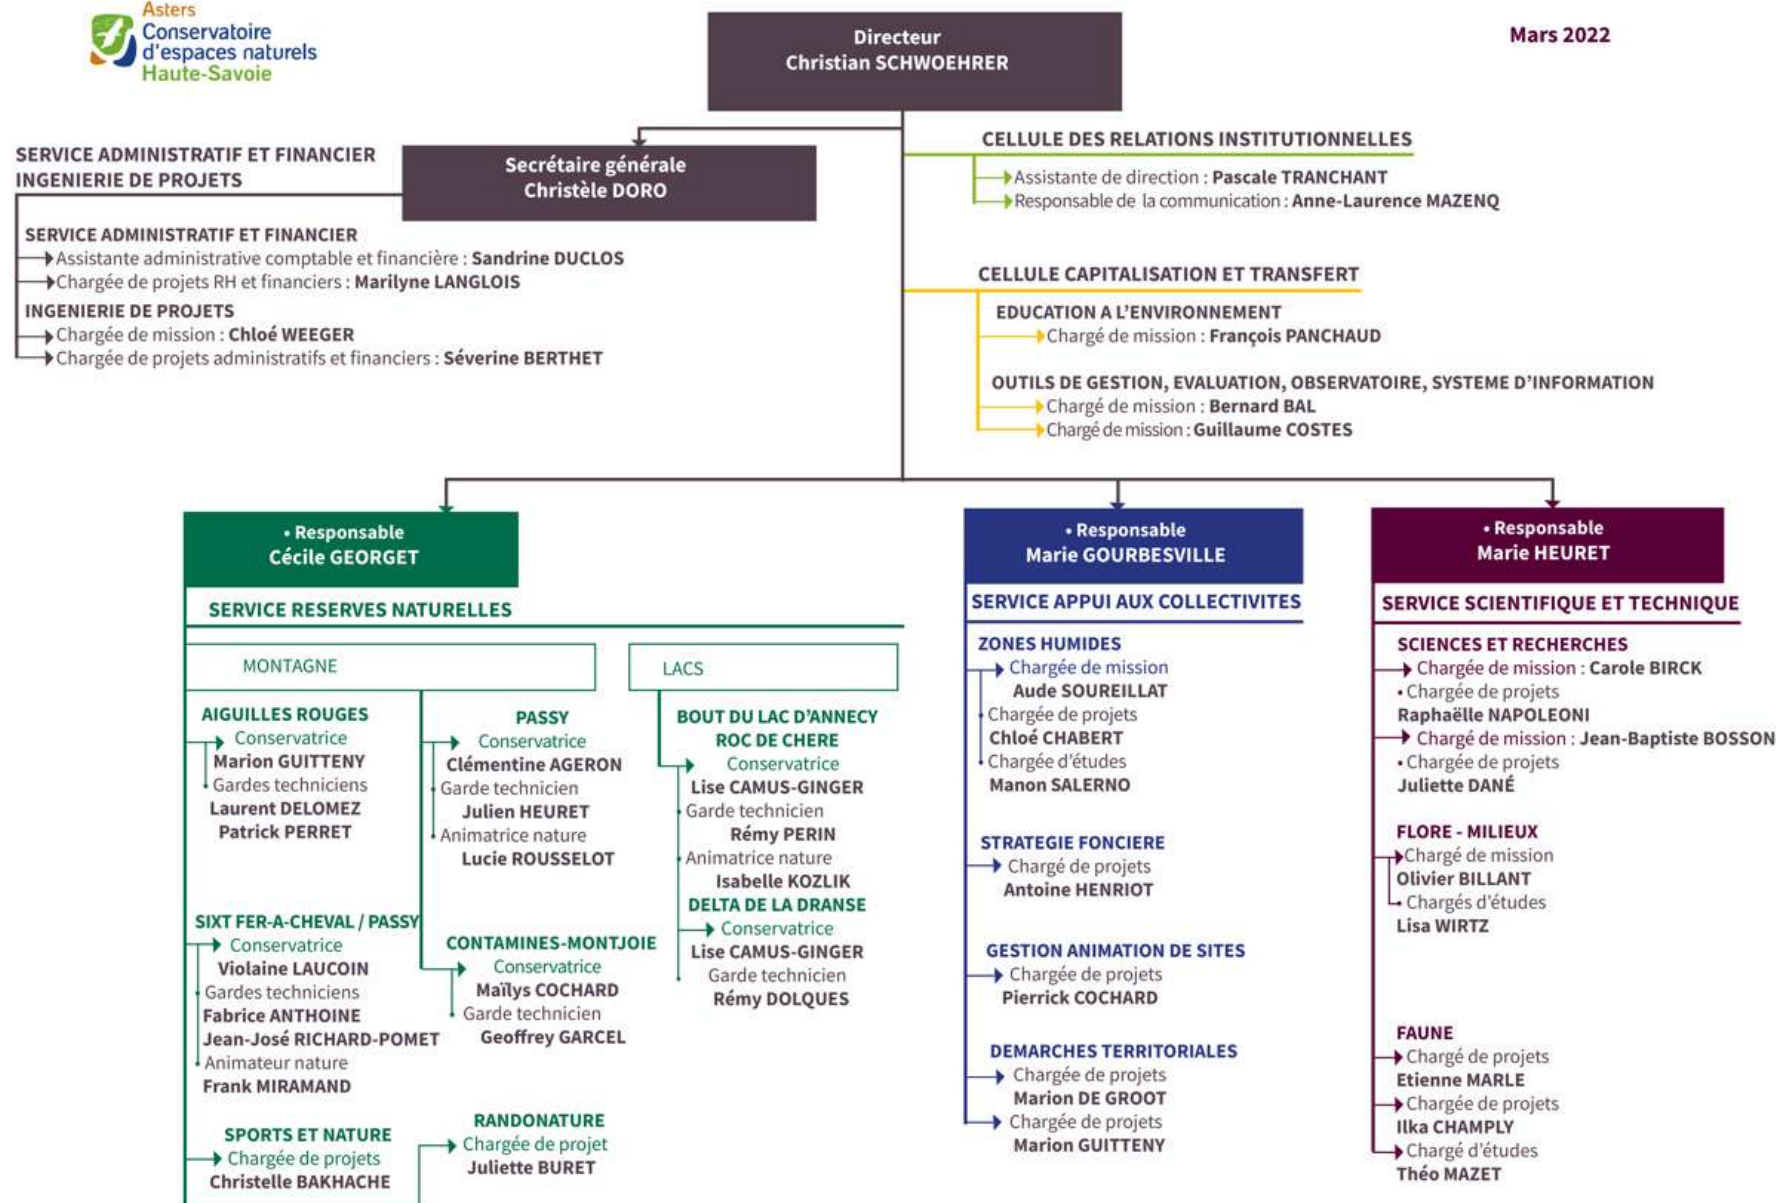 Asters
Conservatoire
d'espaces naturels
Haute-Savoie
Directeur
Christian SCHWOEHRER
Mars 2022
SERVICE ADMINISTRATIF ET FINANCIER
INGENIERIE DE PROJETS
Secrétaire générale
Christèle DORO
SERVICE ADMINISTRATIF ET FINANCIER
Assistante administrative comptable et financière : Sandrine DUCLOS
Chargée de projets RH et financiers : Marilyne LANGLOIS
INGENIERIE DE PROJETS
Chargée de mission : Chloé WEEGER
Chargée de projets administratifs et financiers : Séverine BERTHET
CELLULE DES RELATIONS INSTITUTIONNELLES
Assistante de direction : Pascale TRANCHANT
Responsable de la communication : Anne-Laurence MAZENQ
CELLULE CAPITALISATION ET TRANSFERT
EDUCATION A L'ENVIRONNEMENT
Chargé de mission : François PANCHAUD
OUTILS DE GESTION, EVALUATION, OBSERVATOIRE, SYSTEME D'INFORMATION
Chargé de mission : Bernard BAL
Chargé de mission : Guillaume COSTES
• Responsable
Cécile GEORGET
SERVICE RESERVES NATURELLES
MONTAGNE
AIGUILLES ROUGES
Conservatrice
Marion GUITTENY
• Gardes techniciens
Laurent DELOMEZ
Patrick PERRET
SIXT FER-A-CHEVAL / PASSY
Conservatrice
Violaine LAUCOIN
• Gardes techniciens
Fabrice ANTHOINE
Jean-José RICHARD-POMET
• Animateur nature
Frank MIRAMAND
SPORTS ET NATURE
Chargée de projets
Christelle BAKHACHE
PASSY
Conservatrice
Clémentine AGERON
• Garde technicien
Julien HEURET
• Animatrice nature
Lucie ROUSSELOT
CONTAMINES-MONTJOIE
Conservatrice
Maïlys COCHARD
• Garde technicien
Geoffrey GARCEL
RANDONATURE
Chargée de projet
Juliette BURET
LACS
BOUT DU LAC D'ANNECY
ROC DE CHERE
Conservatrice
Lise CAMUS-GINGER
• Garde technicien
Rémy PERIN
• Animatrice nature
Isabelle KOZLIK
DELTA DE LA DRANSE
Conservatrice
Lise CAMUS-GINGER
Garde technicien
Rémy DOLQUES
• Responsable
Marie GOURBESVILLE
SERVICE APPUI AUX COLLECTIVITES
ZONES HUMIDES
Chargée de mission
Aude SOUREILLAT
• Chargée de projets
Chloé CHABERT
• Chargée d'études
Manon SALERNO
STRATEGIE FONCIERE
Chargé de projets
Antoine HENRIOT
GESTION ANIMATION DE SITES
Chargée de projets
Pierrick COCHARD
DEMARCHES TERRITORIALES
Chargée de projets
Marion DE GROOT
Chargée de projets
Marion GUITTENY
• Responsable
Marie HEURET
SERVICE SCIENTIFIQUE ET TECHNIQUE
SCIENCES ET RECHERCHES
Chargée de mission : Carole BIRCK
• Chargée de projets
Raphaëlle NAPOLEONI
Chargé de mission : Jean-Baptiste BOSSON
• Chargée de projets
Juliette DANÉ
FLORE - MILIEUX
Chargé de mission
Olivier BILLANT
• Chargés d'études
Lisa WIRTZ
FAUNE
Chargé de projets
Etienne MARLE
Chargée de projets
Ilka CHAMPLY
Chargé d'études
Théo MAZET